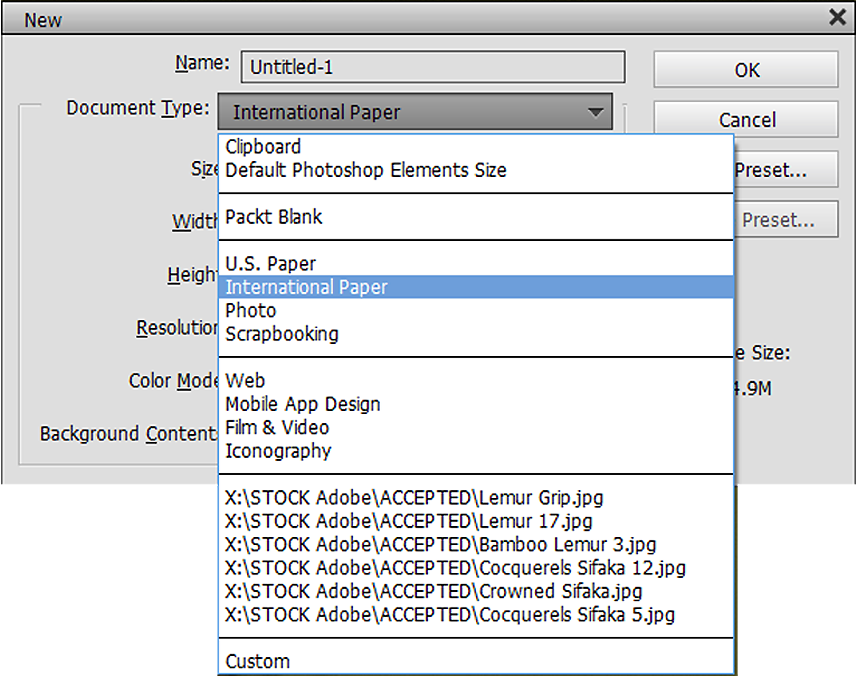 New
Name: Untitled-1
OK
Document Type: International Paper
Cancel
Clipboard
Default Photoshop Elements Size
Preset...
Packt Blank
Preset...
U.S. Paper
International Paper
Photo
Scrapbooking
Web
Mobile App Design
Film & Video
Iconography
X:\STOCK Adobe\ACCEPTED\Lemur Grip.jpg
X:\STOCK Adobe\ACCEPTED\Lemur 17.jpg
X:\STOCK Adobe\ACCEPTED\Bamboo Lemur 3.jpg
X:\STOCK Adobe\ACCEPTED\Cocquerels Sifaka 12.jpg
X:\STOCK Adobe\ACCEPTED\Crowned Sifaka.jpg
X:\STOCK Adobe\ACCEPTED\Cocquerels Sifaka 5.jpg
Custom
Size
Width
Height
Resolution
Color Mode
Background Contents
e Size:
4.9M